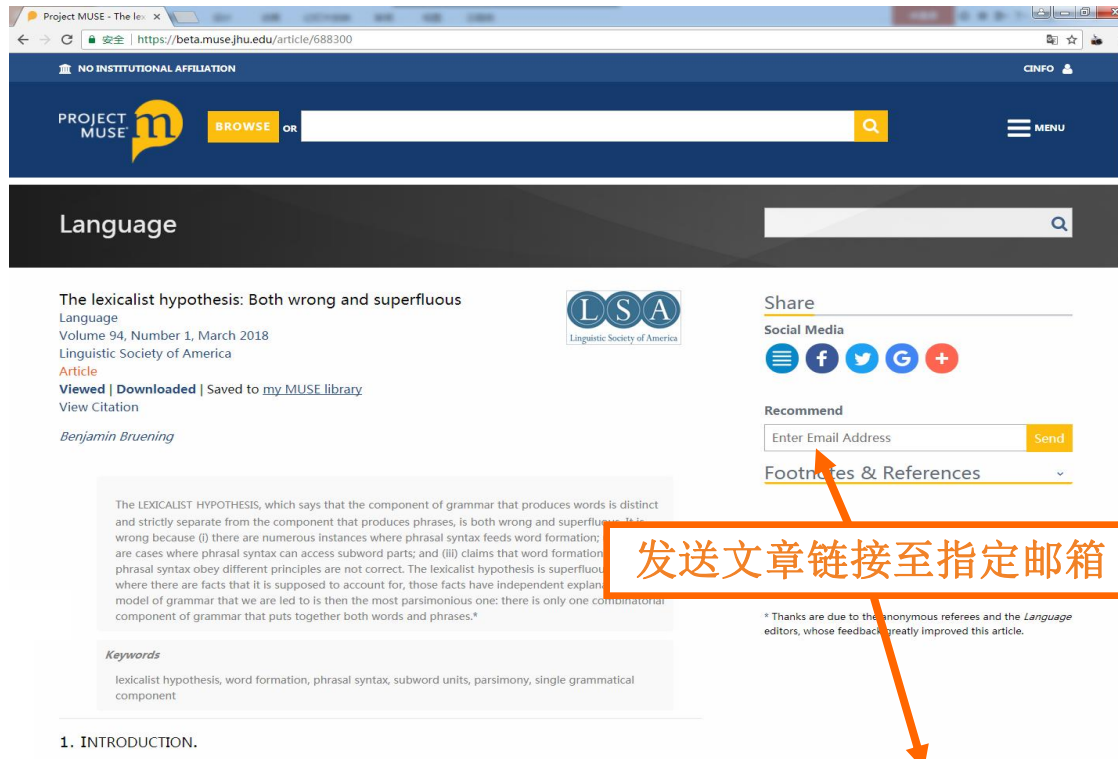 Project MUSE - The lex
安全 | https://beta.muse.jhu.edu/article/688300
NO INSTITUTIONAL AFFILIATION
CINFO
PROJECT MUSE
BROWSE OR
MENU
Language
The lexicalist hypothesis: Both wrong and superfluous
Language
Volume 94, Number 1, March 2018
Linguistic Society of America
Article
Viewed | Downloaded | Saved to my MUSE library
View Citation
Benjamin Bruening
LSA
Linguistic Society of America
The LEXICALIST HYPOTHESIS, which says that the component of grammar that produces words is distinct
and strictly separate from the component that produces phrases, is both wrong and superfluous. It is
wrong because (i) there are numerous instances where phrasal syntax feeds word formation;
are cases where phrasal syntax can access subword parts; and (iii) claims that word formation
phrasal syntax obey different principles are not correct. The lexicalist hypothesis is superfluou
where there are facts that it is supposed to account for, those facts have independent explana
model of grammar that we are led to is then the most parsimonious one: there is only one combinatorial
component of grammar that puts together both words and phrases.*
Keywords
lexicalist hypothesis, word formation, phrasal syntax, subword units, parsimony, single grammatical
component
1. INTRODUCTION.
Share
Social Media
Recommend
Enter Email Address Send
Footnotes & References
发送文章链接至指定邮箱
* Thanks are due to the anonymous referees and the Language
editors, whose feedback greatly improved this article.